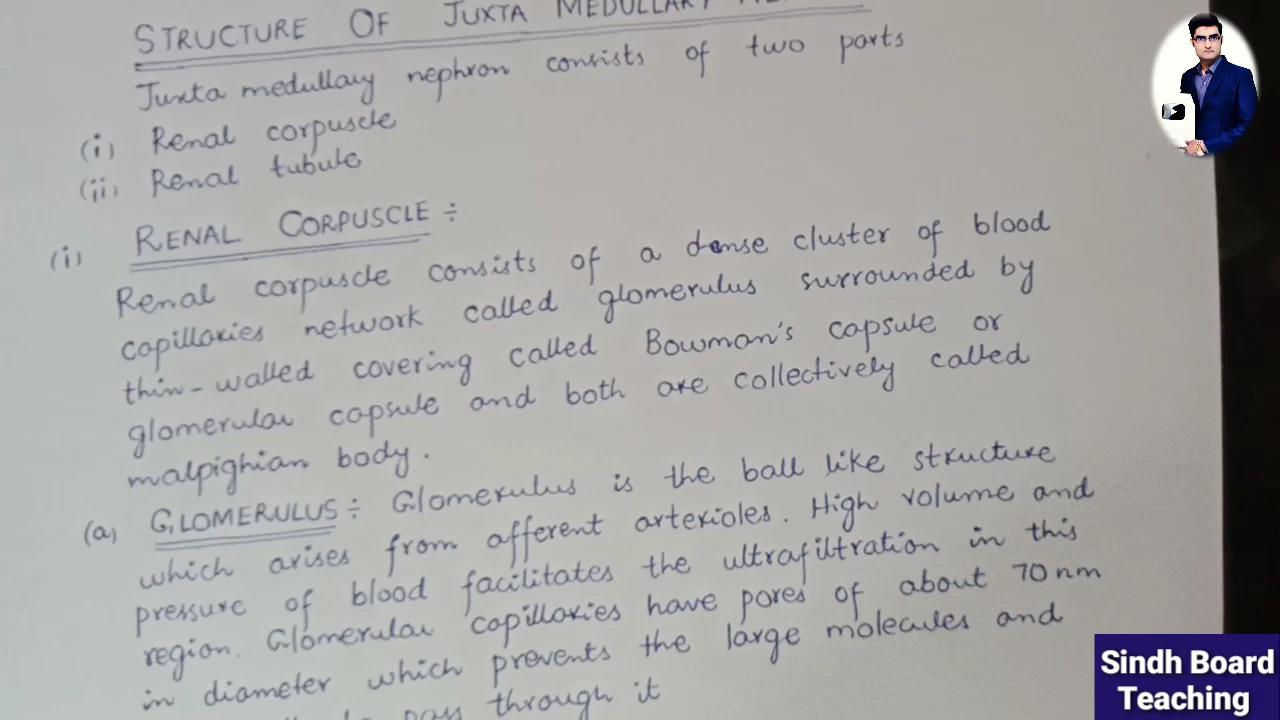 STRUCTURE OF JUXTA MEDULLARY
Juxta medullary nephron consists of two parts
(i) Renal corpuscle
(ii) Renal tubule
(i) RENAL CORPUSCLE ÷
Renal corpuscle consists of a dense cluster of blood
capillaries network called glomerulus surrounded by
thin-walled covering called Bowman's capsule or
glomerular capsule and both are collectively called
malpighian body.
(a) GLOMERULUS ÷ Glomerulus is the ball like structure
which arises from afferent arterioles. High volume and
pressure of blood facilitates the ultrafiltration in this
region. Glomerular capillaries have pores of about 70nm
in diameter which prevents the large molecules and
pass through it
Sindh Board
Teaching